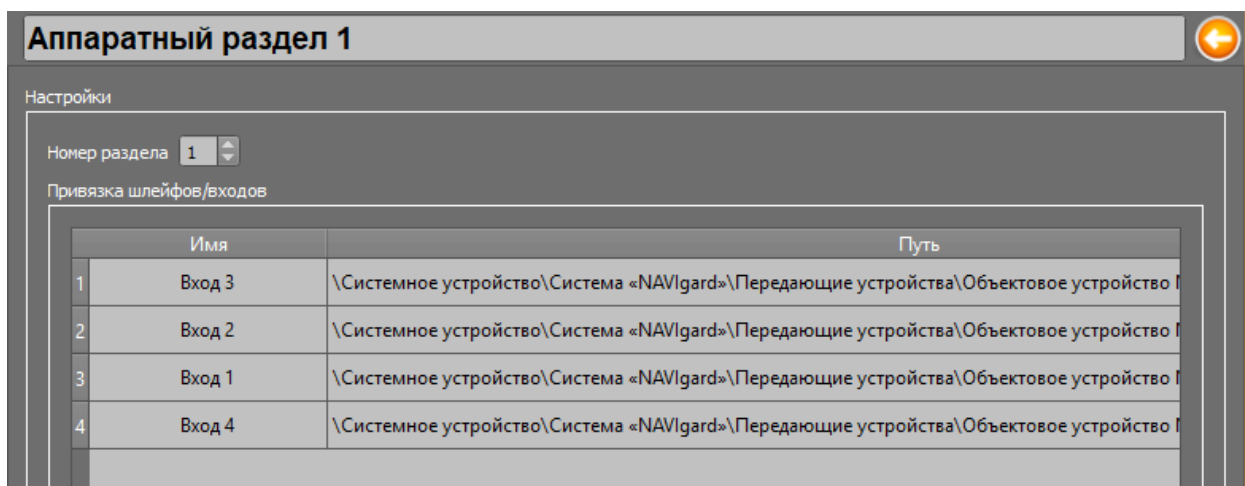 Аппаратный раздел 1
Настройки
Номер раздела 1
Привязка шлейфов/входов
Имя Путь
1 Вход 3 \Системное устройство\Система «NAVIgard»\Передающие устройства\Объектовое устройство
2 Вход 2 \Системное устройство\Система «NAVIgard»\Передающие устройства\Объектовое устройство
3 Вход 1 \Системное устройство\Система «NAVIgard»\Передающие устройства\Объектовое устройство
4 Вход 4 \Системное устройство\Система «NAVIgard»\Передающие устройства\Объектовое устройство